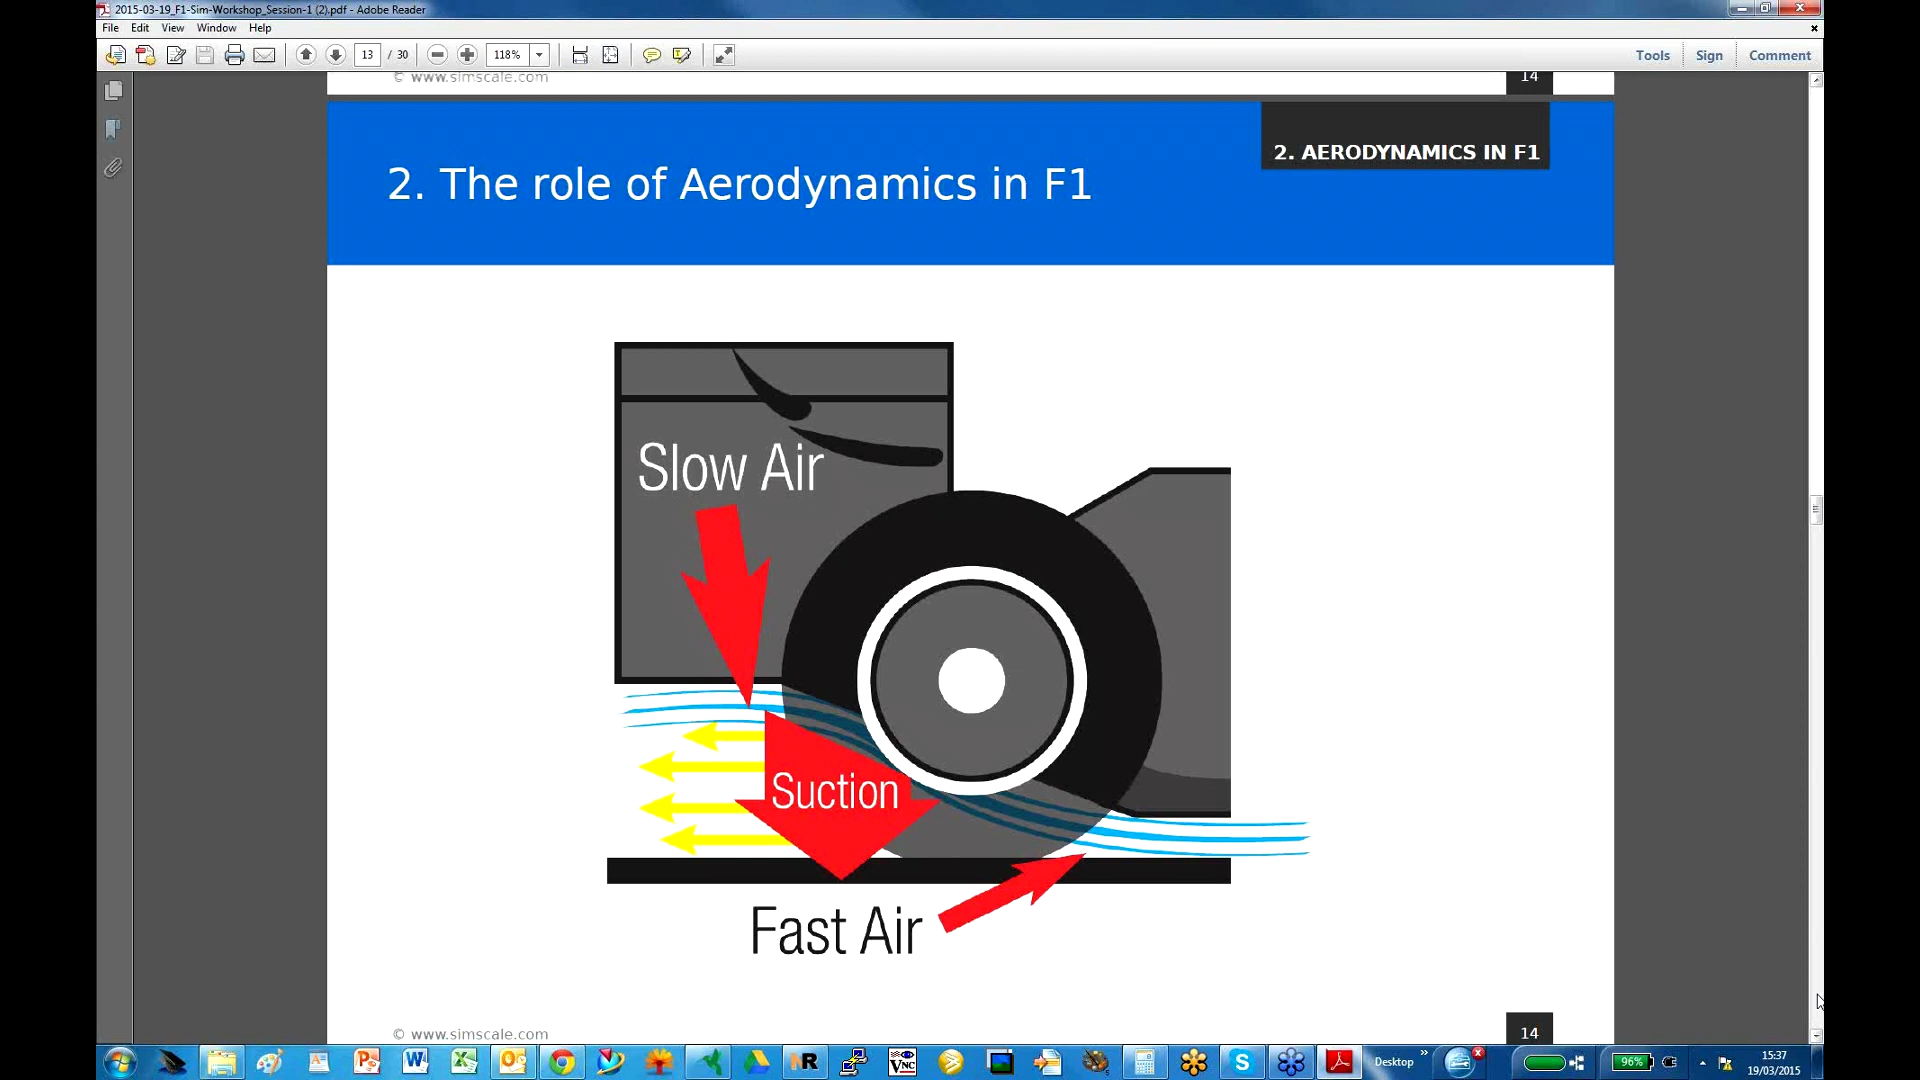 2015-03-19_F1-Sim-Workshop_Session-1 (2).pdf - Adobe Reader
File Edit View Window Help
13 / 30 118% Tools Sign Comment
© www.simscale.com 14
2. AERODYNAMICS IN F1
2. The role of Aerodynamics in F1
Slow Air
Suction
Fast Air
© www.simscale.com 14
Desktop 96% 15:37
19/03/2015